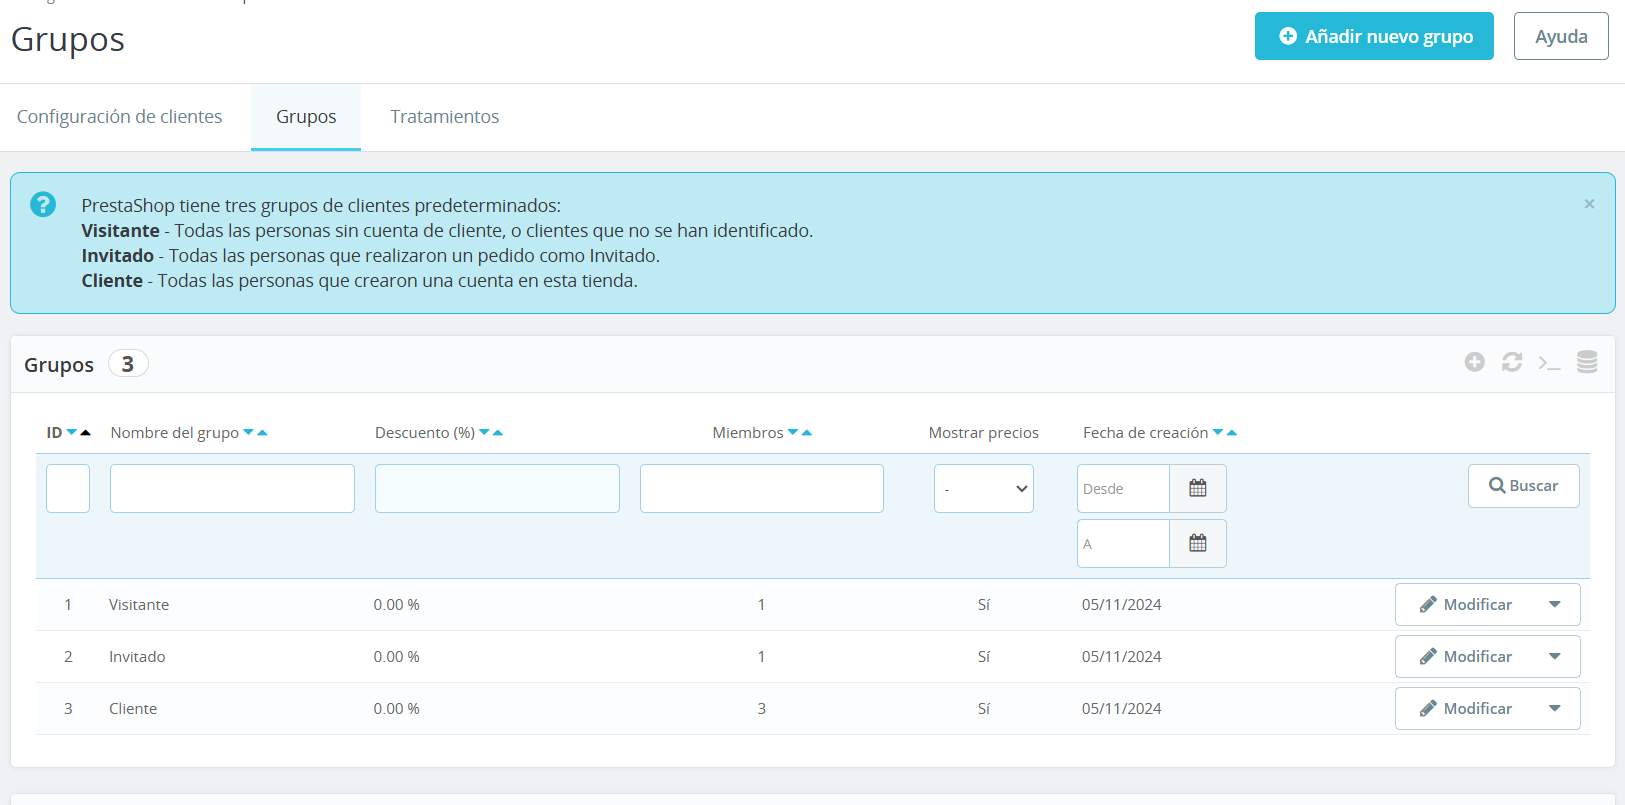 Grupos
Añadir nuevo grupo
Ayuda
Configuración de clientes
Grupos
Tratamientos
PrestaShop tiene tres grupos de clientes predeterminados:
Visitante - Todas las personas sin cuenta de cliente, o clientes que no se han identificado.
Invitado - Todas las personas que realizaron un pedido como Invitado.
Cliente - Todas las personas que crearon una cuenta en esta tienda.
Grupos 3
ID Nombre del grupo Descuento (%) Miembros Mostrar precios Fecha de creación
- Desde Buscar
A
1 Visitante 0.00 % 1 Sí 05/11/2024 Modificar
2 Invitado 0.00 % 1 Sí 05/11/2024 Modificar
3 Cliente 0.00 % 3 Sí 05/11/2024 Modificar